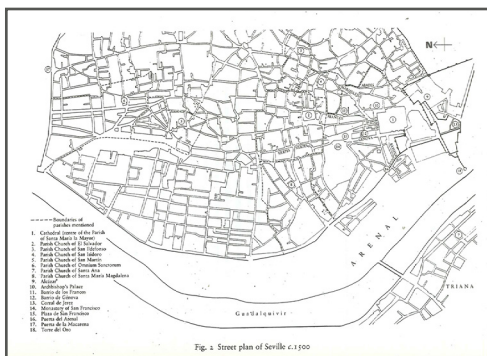 N
ARENAL
TRIANA
Guadalquivir
------ Boundaries of
parishes mentioned
1. Cathedral (centre of the Parish
of Santa María la Mayor)
2. Parish Church of El Salvador
3. Parish Church of San Ildefonso
4. Parish Church of San Isidoro
5. Parish Church of San Martín
6. Parish Church of Omnium Sanctorum
7. Parish Church of Santa Ana
8. Parish Church of Santa María Magdalena
9. Alcázar
10. Archbishop's Palace
11. Barrio de los Francos
12. Barrio de Génova
13. Corral de Jerez
14. Monastery of San Francisco
15. Plaza de San Francisco
16. Puerta del Arenal
17. Puerta de la Macarena
18. Torre del Oro
Fig. 2 Street plan of Seville c.1500